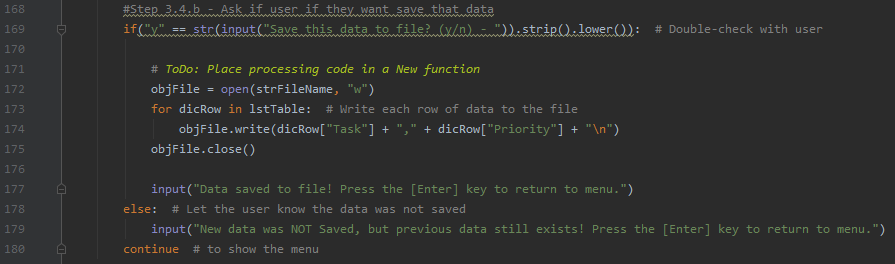 168 #Step 3.4.b - Ask if user if they want save that data
169 if("y" == str(input("Save this data to file? (y/n) - ")).strip().lower()):  # Double-check with user
170
171 # ToDo: Place processing code in a New function
172 objFile = open(strFileName, "w")
173 for dicRow in lstTable:  # Write each row of data to the file
174 objFile.write(dicRow["Task"] + "," + dicRow["Priority"] + "\n")
175 objFile.close()
176
177 input("Data saved to file! Press the [Enter] key to return to menu.")
178 else:  # Let the user know the data was not saved
179 input("New data was NOT Saved, but previous data still exists! Press the [Enter] key to return to menu.")
180 continue  # to show the menu